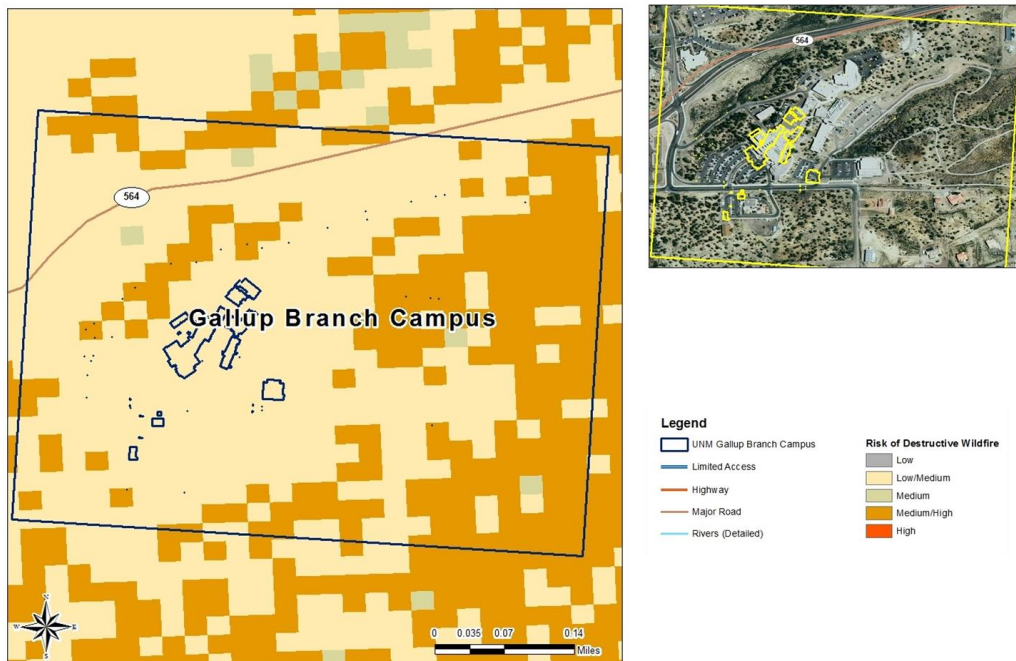 564
Gallup Branch Campus
N
W
E
S
0 0.035 0.07 0.14
Miles
564
Legend
UNM Gallup Branch Campus
Limited Access
Highway
Major Road
Rivers (Detailed)
Risk of Destructive Wildfire
Low
Low/Medium
Medium
Medium/High
High